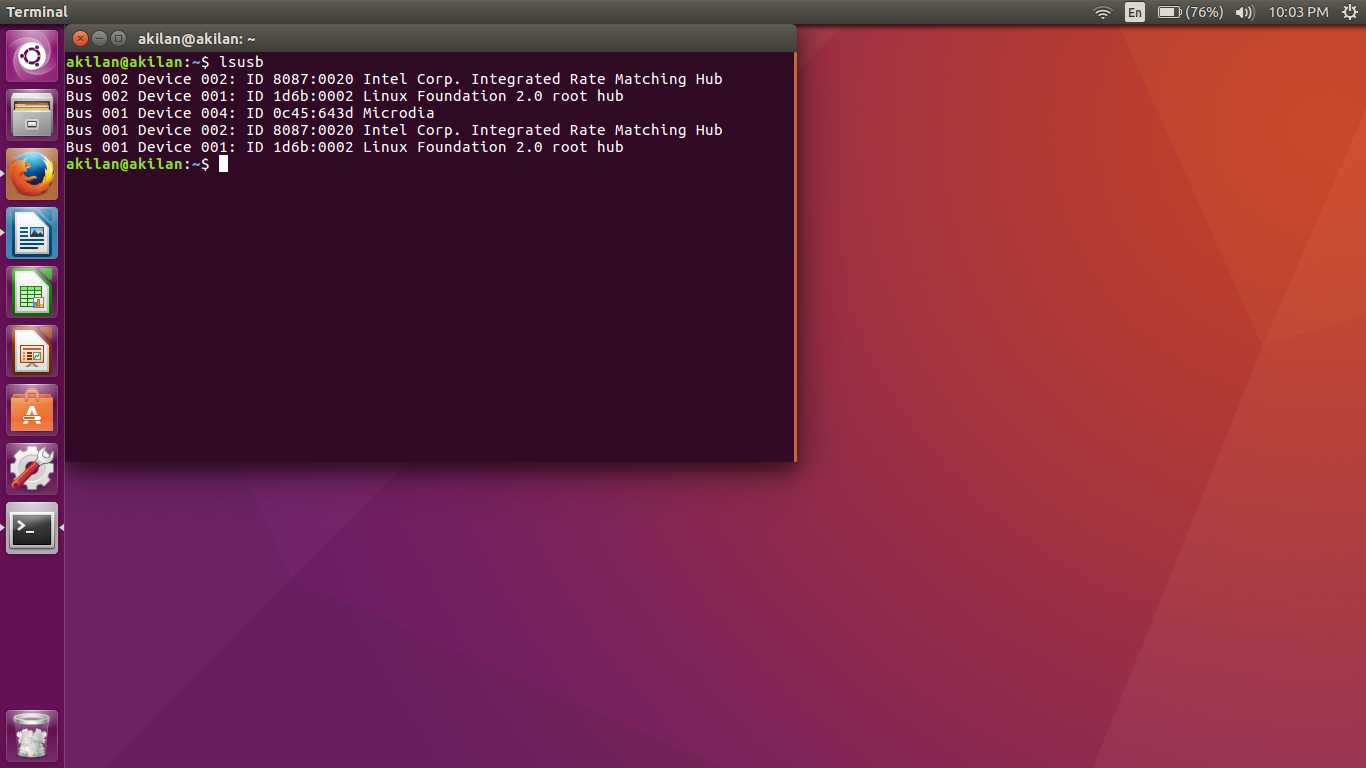 Terminal
En
(76%)
10:03 PM
akilan@akilan: ~
akilan@akilan:~$ lsusb
Bus 002 Device 002: ID 8087:0020 Intel Corp. Integrated Rate Matching Hub
Bus 002 Device 001: ID 1d6b:0002 Linux Foundation 2.0 root hub
Bus 001 Device 004: ID 0c45:643d Microdia
Bus 001 Device 002: ID 8087:0020 Intel Corp. Integrated Rate Matching Hub
Bus 001 Device 001: ID 1d6b:0002 Linux Foundation 2.0 root hub
akilan@akilan:~$